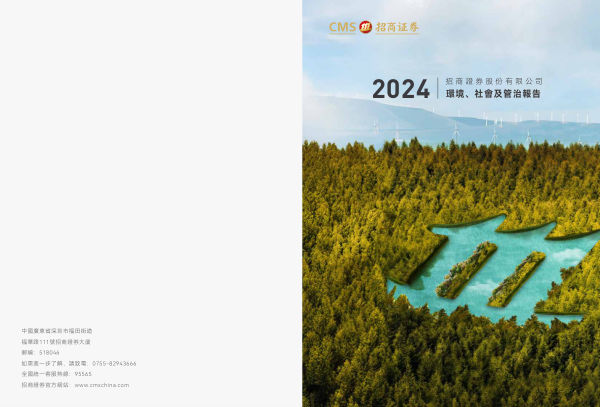 CMS 招商证券
2024
招商證券股份有限公司
環境、社會及管治報告
中國廣東省深圳市福田街道
福華路111號招商證券大廈
郵編：518046
如需進一步了解，請致電：0755-82943666
全國統一客服熱線：95565
招商證券官方網站：www.cmschina.com